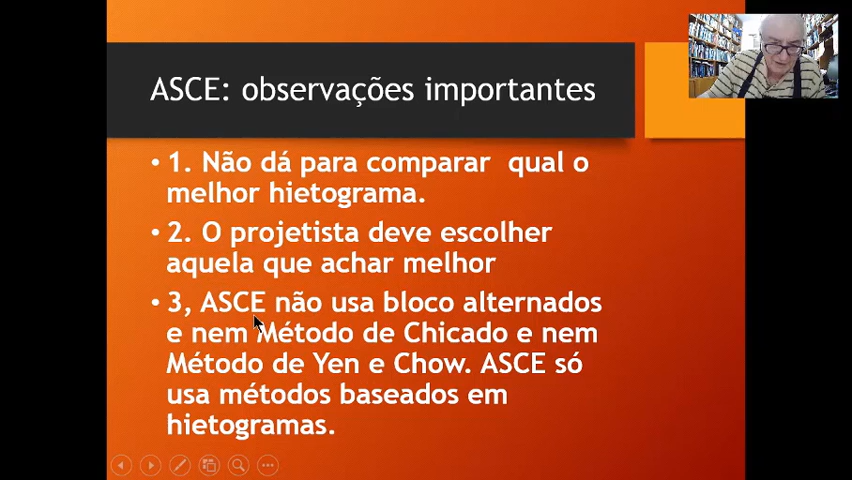 ASCE: observações importantes
• 1. Não dá para comparar qual o
melhor hietograma.
• 2. O projetista deve escolher
aquela que achar melhor
• 3, ASCE não usa bloco alternados
e nem Método de Chicado e nem
Método de Yen e Chow. ASCE só
usa métodos baseados em
hietogramas.